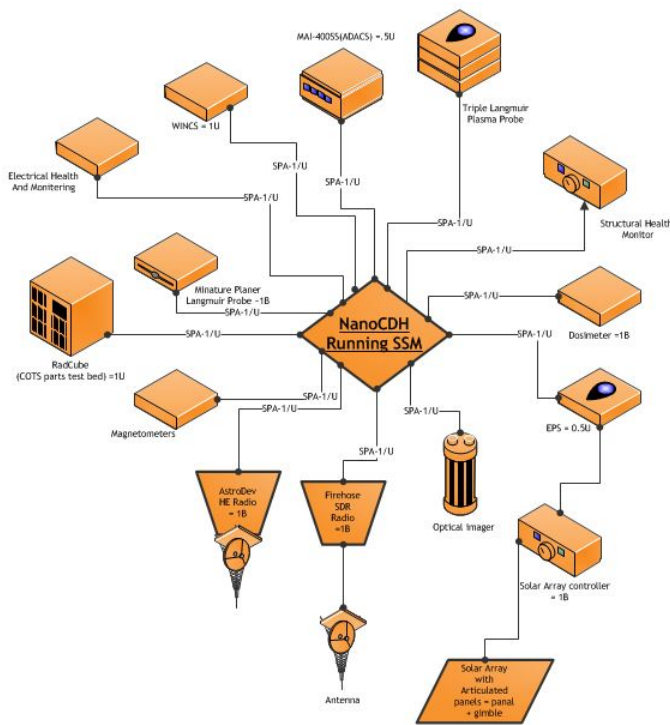 MAI-400SS(ADACS) =.5U
Triple Langmuir
Plasma Probe
WINCS = 1U
Electrical Health
And Monitering
SPA-1/U
SPA-1/U
SPA-1/U
SPA-1/U
SPA-1/U
Structural Health
Monitor
Minature Planer
Langmuir Probe ~1B
SPA-1/U
SPA-1/U
SPA-1/U
NanoCDH
Running SSM
Dosimeter =1B
RadCube
(COTS parts test bed) =1U
SPA-1/U
SPA-1/U
Magnetometers
SPA-1/U
SPA-1/U
EPS = 0.5U
SPA-1/U
AstroDev
HE Radio
= 1B
Firehose
SDR
Radio
=1B
Optical imager
Solar Array controller
= 1B
Antenna
Solar Array
with
Articulated
panels = panal
+ gimble